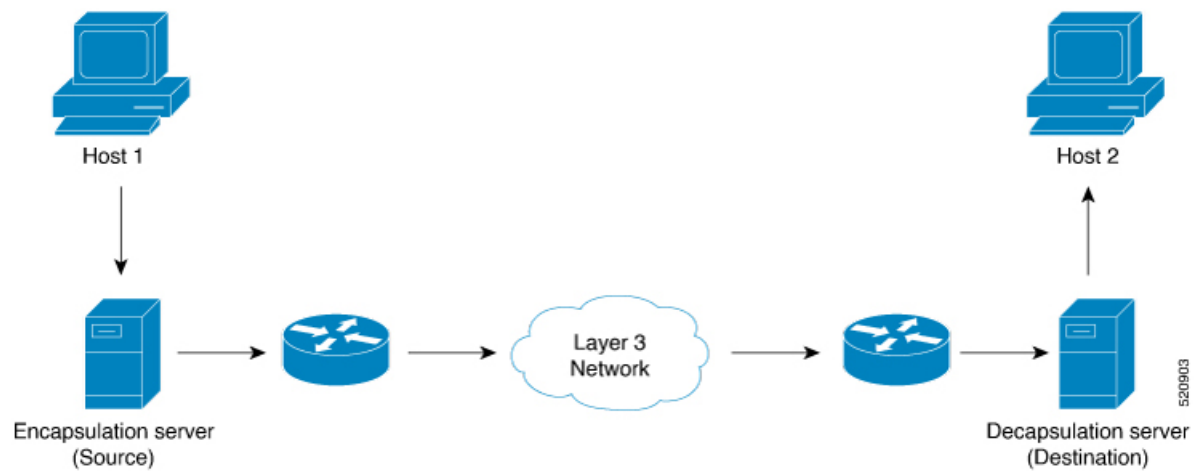 Host 1
Host 2
Layer 3
Network
Encapsulation server
(Source)
Decapsulation server
(Destination)
520903